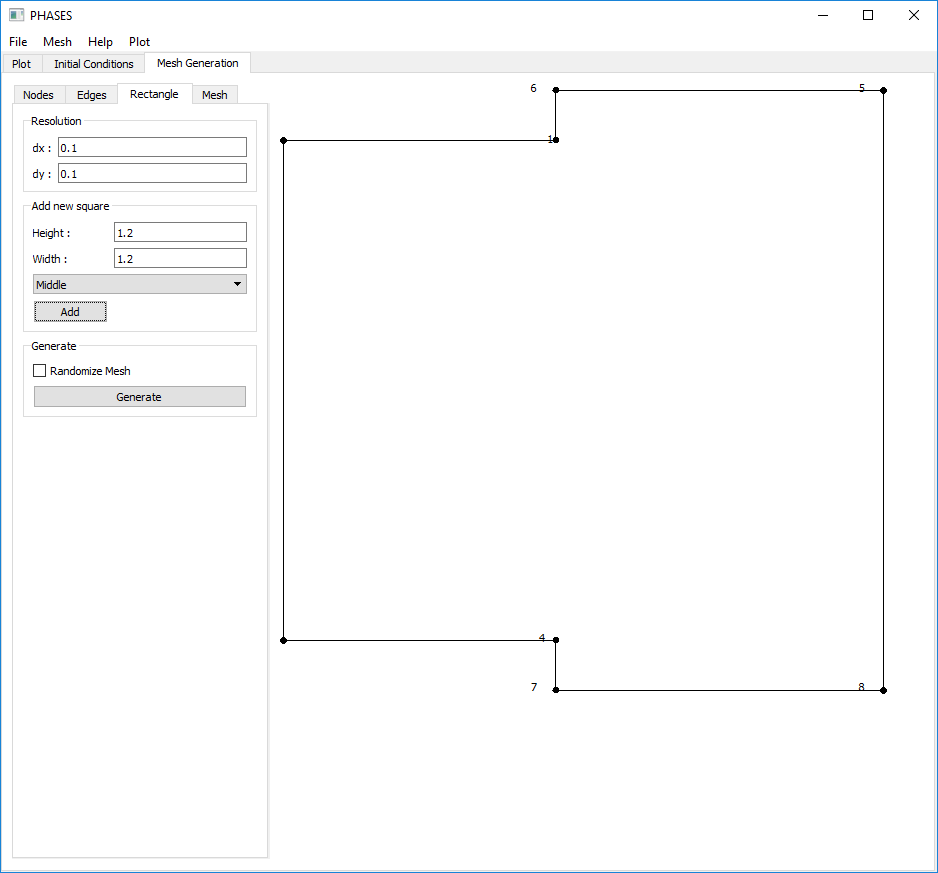 PHASES
File Mesh Help Plot
Plot Initial Conditions Mesh Generation
Nodes Edges Rectangle Mesh
Resolution
dx : 0.1
dy : 0.1
Add new square
Height : 1.2
Width : 1.2
Middle
Add
Generate
Randomize Mesh
Generate
6 5
1
4
7 8